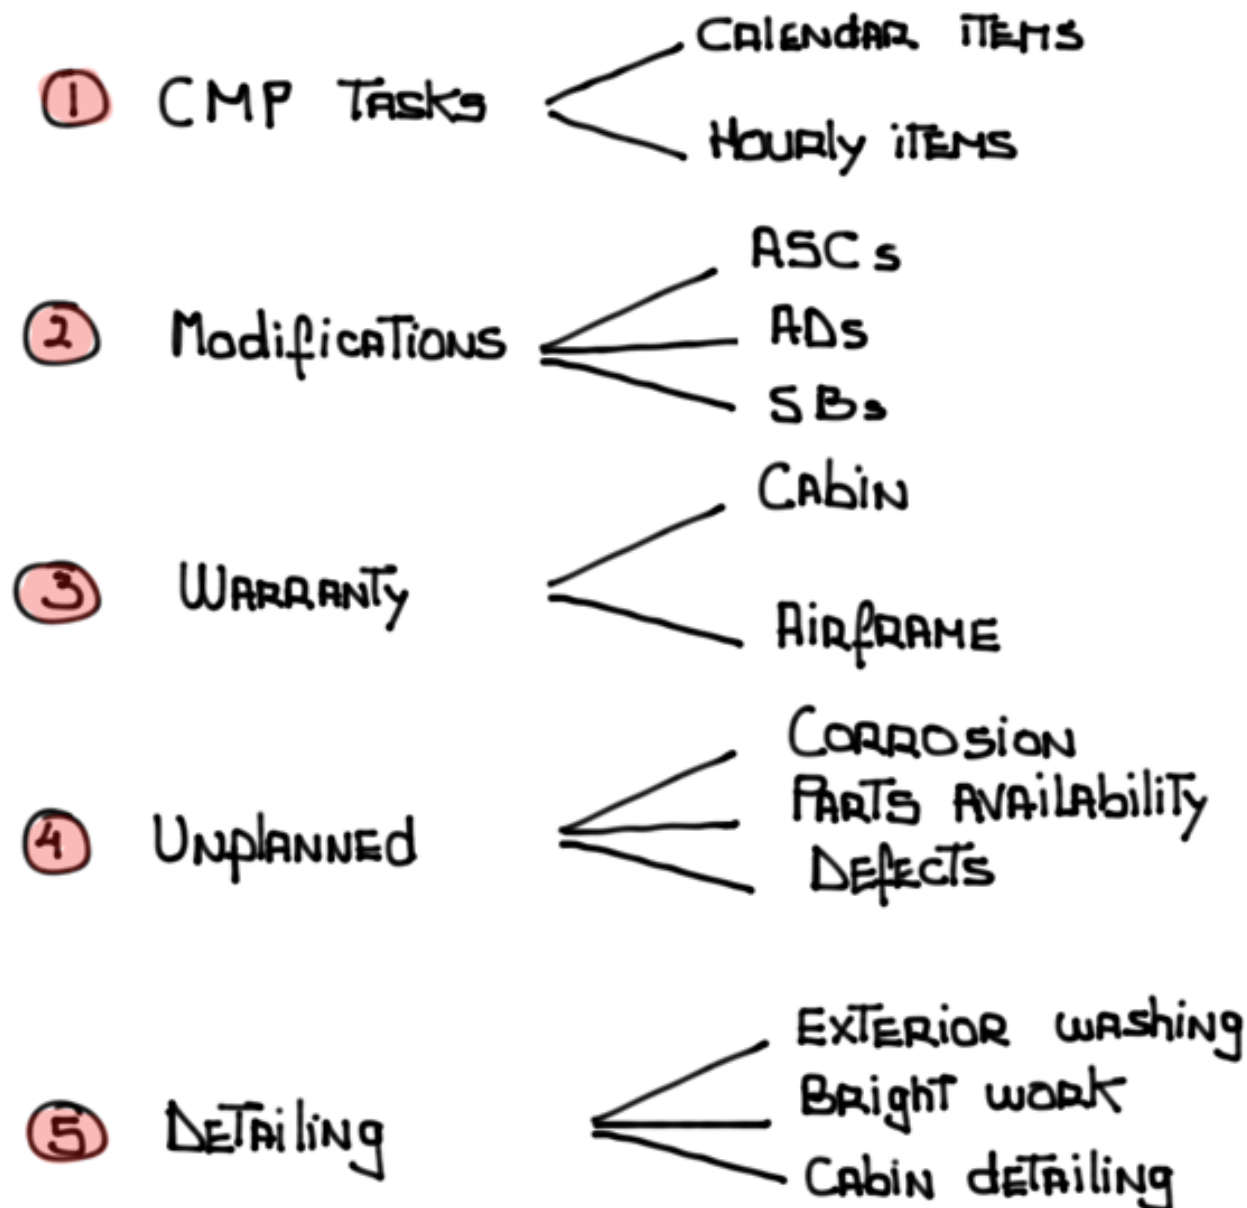 1 CMP Tasks
Calendar items
Hourly items
2 Modifications
ASCs
ADs
SBs
3 Warranty
Cabin
Airframe
4 Unplanned
Corrosion
Parts availability
Defects
5 Detailing
Exterior washing
Bright work
Cabin detailing